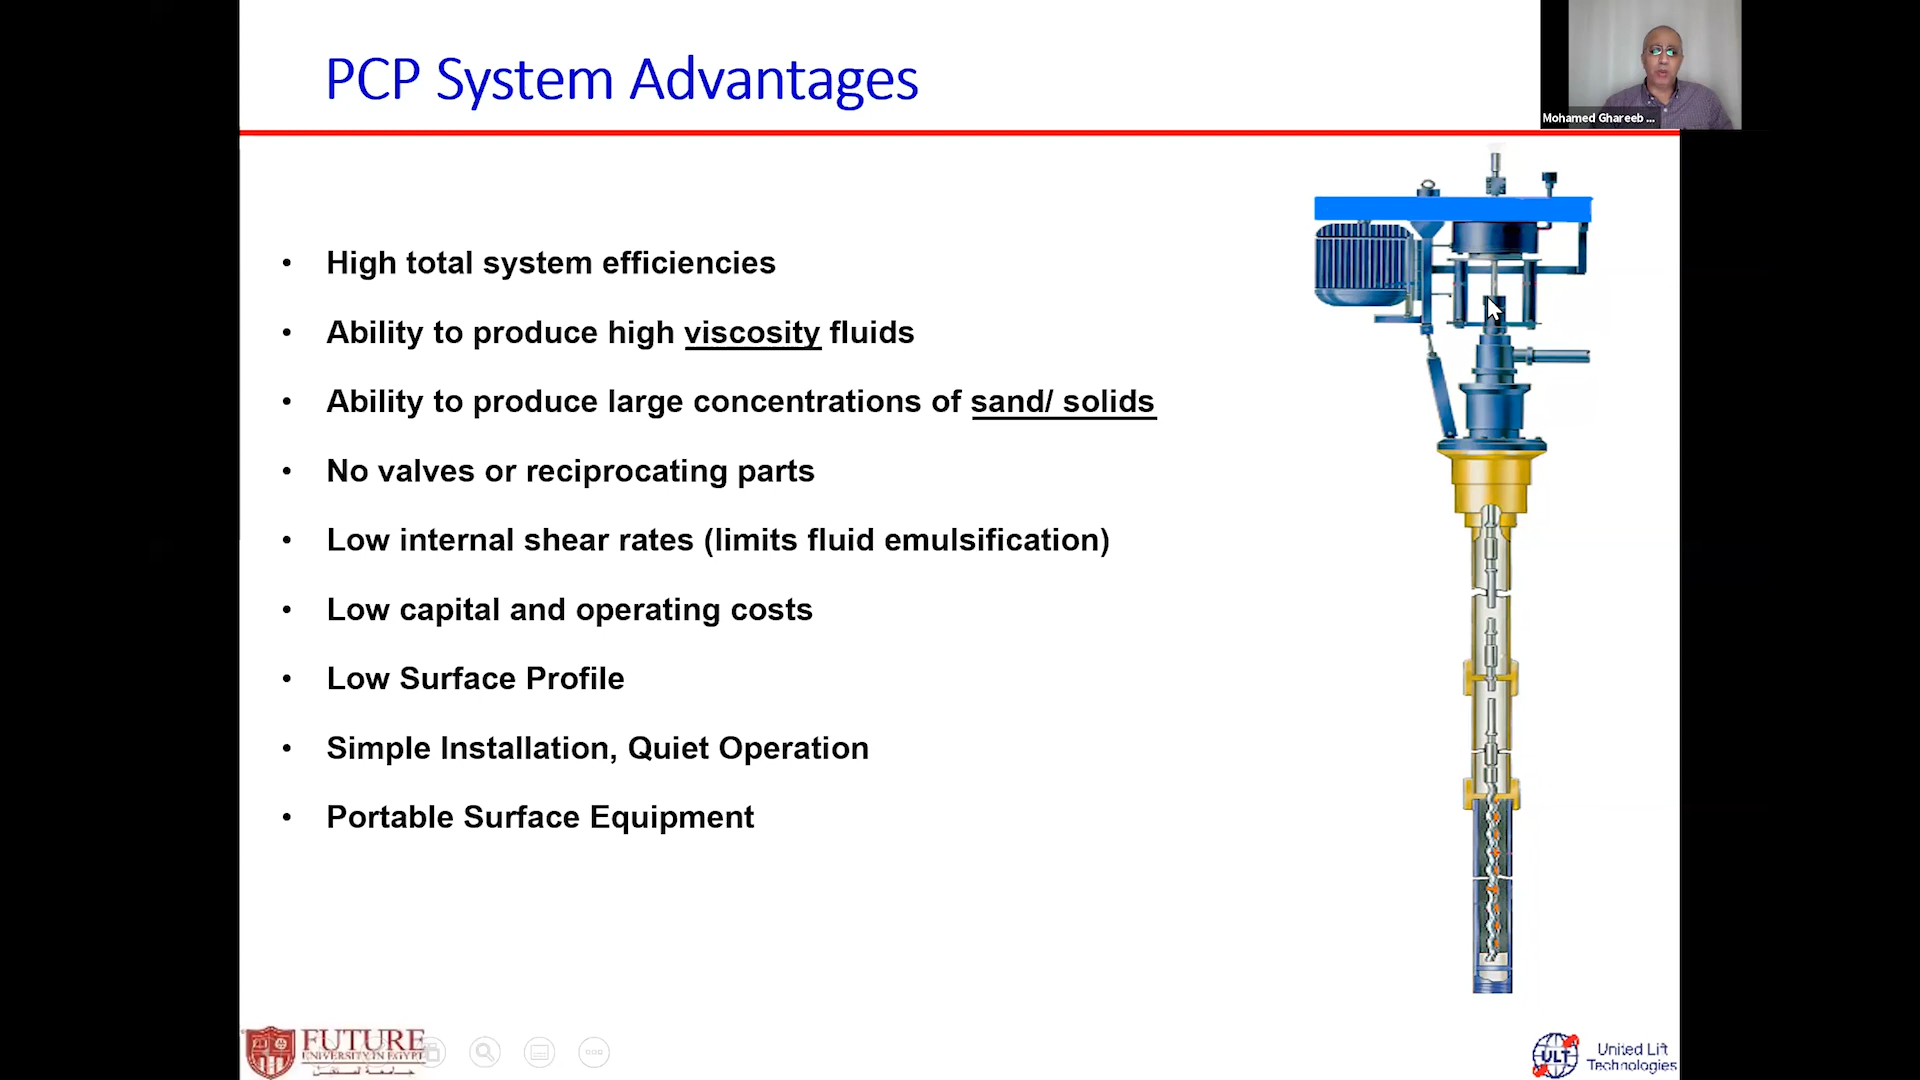 PCP System Advantages
Mohamed Ghareeb ...
• High total system efficiencies
• Ability to produce high viscosity fluids
• Ability to produce large concentrations of sand/ solids
• No valves or reciprocating parts
• Low internal shear rates (limits fluid emulsification)
• Low capital and operating costs
• Low Surface Profile
• Simple Installation, Quiet Operation
• Portable Surface Equipment
FUTURE
UNIVERSITY IN EGYPT
جامعة المستقبل
ULT
United Lift
Technologies